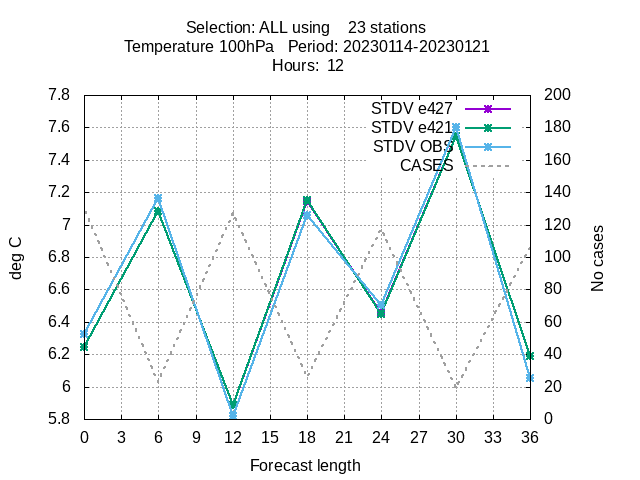 Selection: ALL using    23 stations
Temperature 100hPa   Period: 20230114-20230121
Hours: 12
STDV e427
STDV e421
STDV OBS
CASES
7.8
7.6
7.4
7.2
7
6.8
6.6
6.4
6.2
6
5.8
200
180
160
140
120
100
80
60
40
20
0
deg C
No cases
0 3 6 9 12 15 18 21 24 27 30 33 36
Forecast length